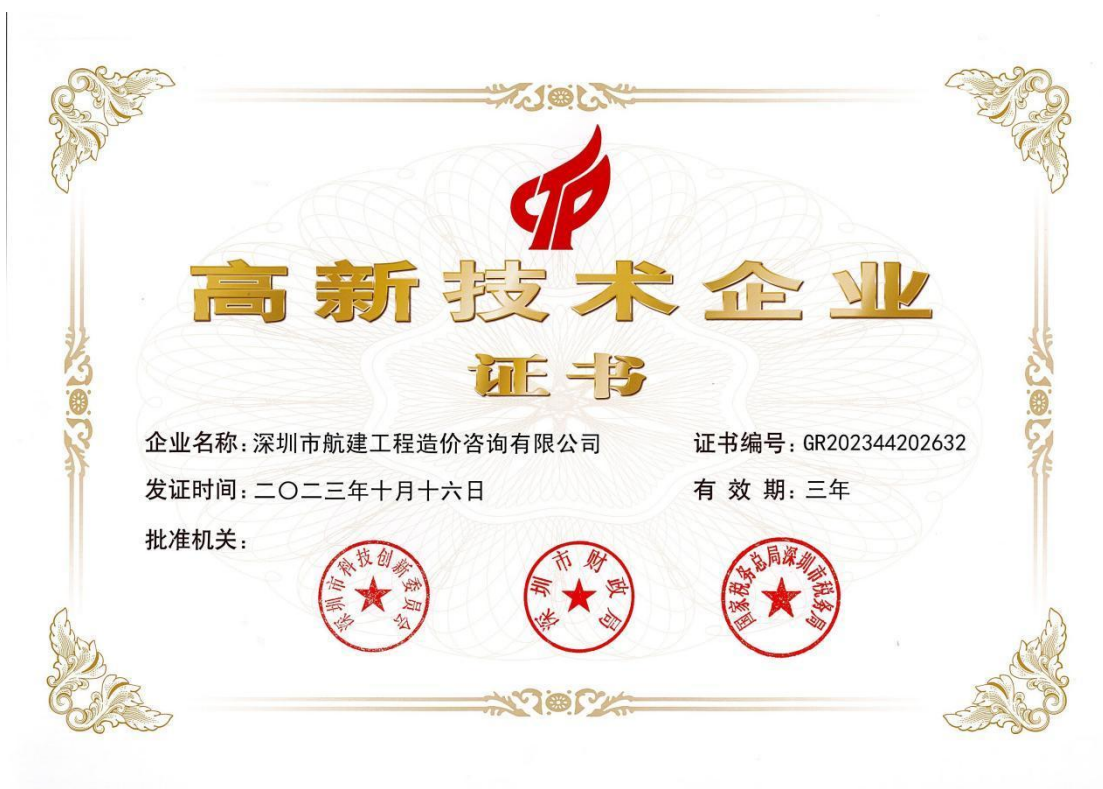 高新技术企业
证书
企业名称:深圳市航建工程造价咨询有限公司
证书编号:GR202344202632
发证时间:二〇二三年十月十六日
有效期:三年
批准机关:
深圳市科技创新委员会
深圳市财政局
国家税务总局深圳市税务局